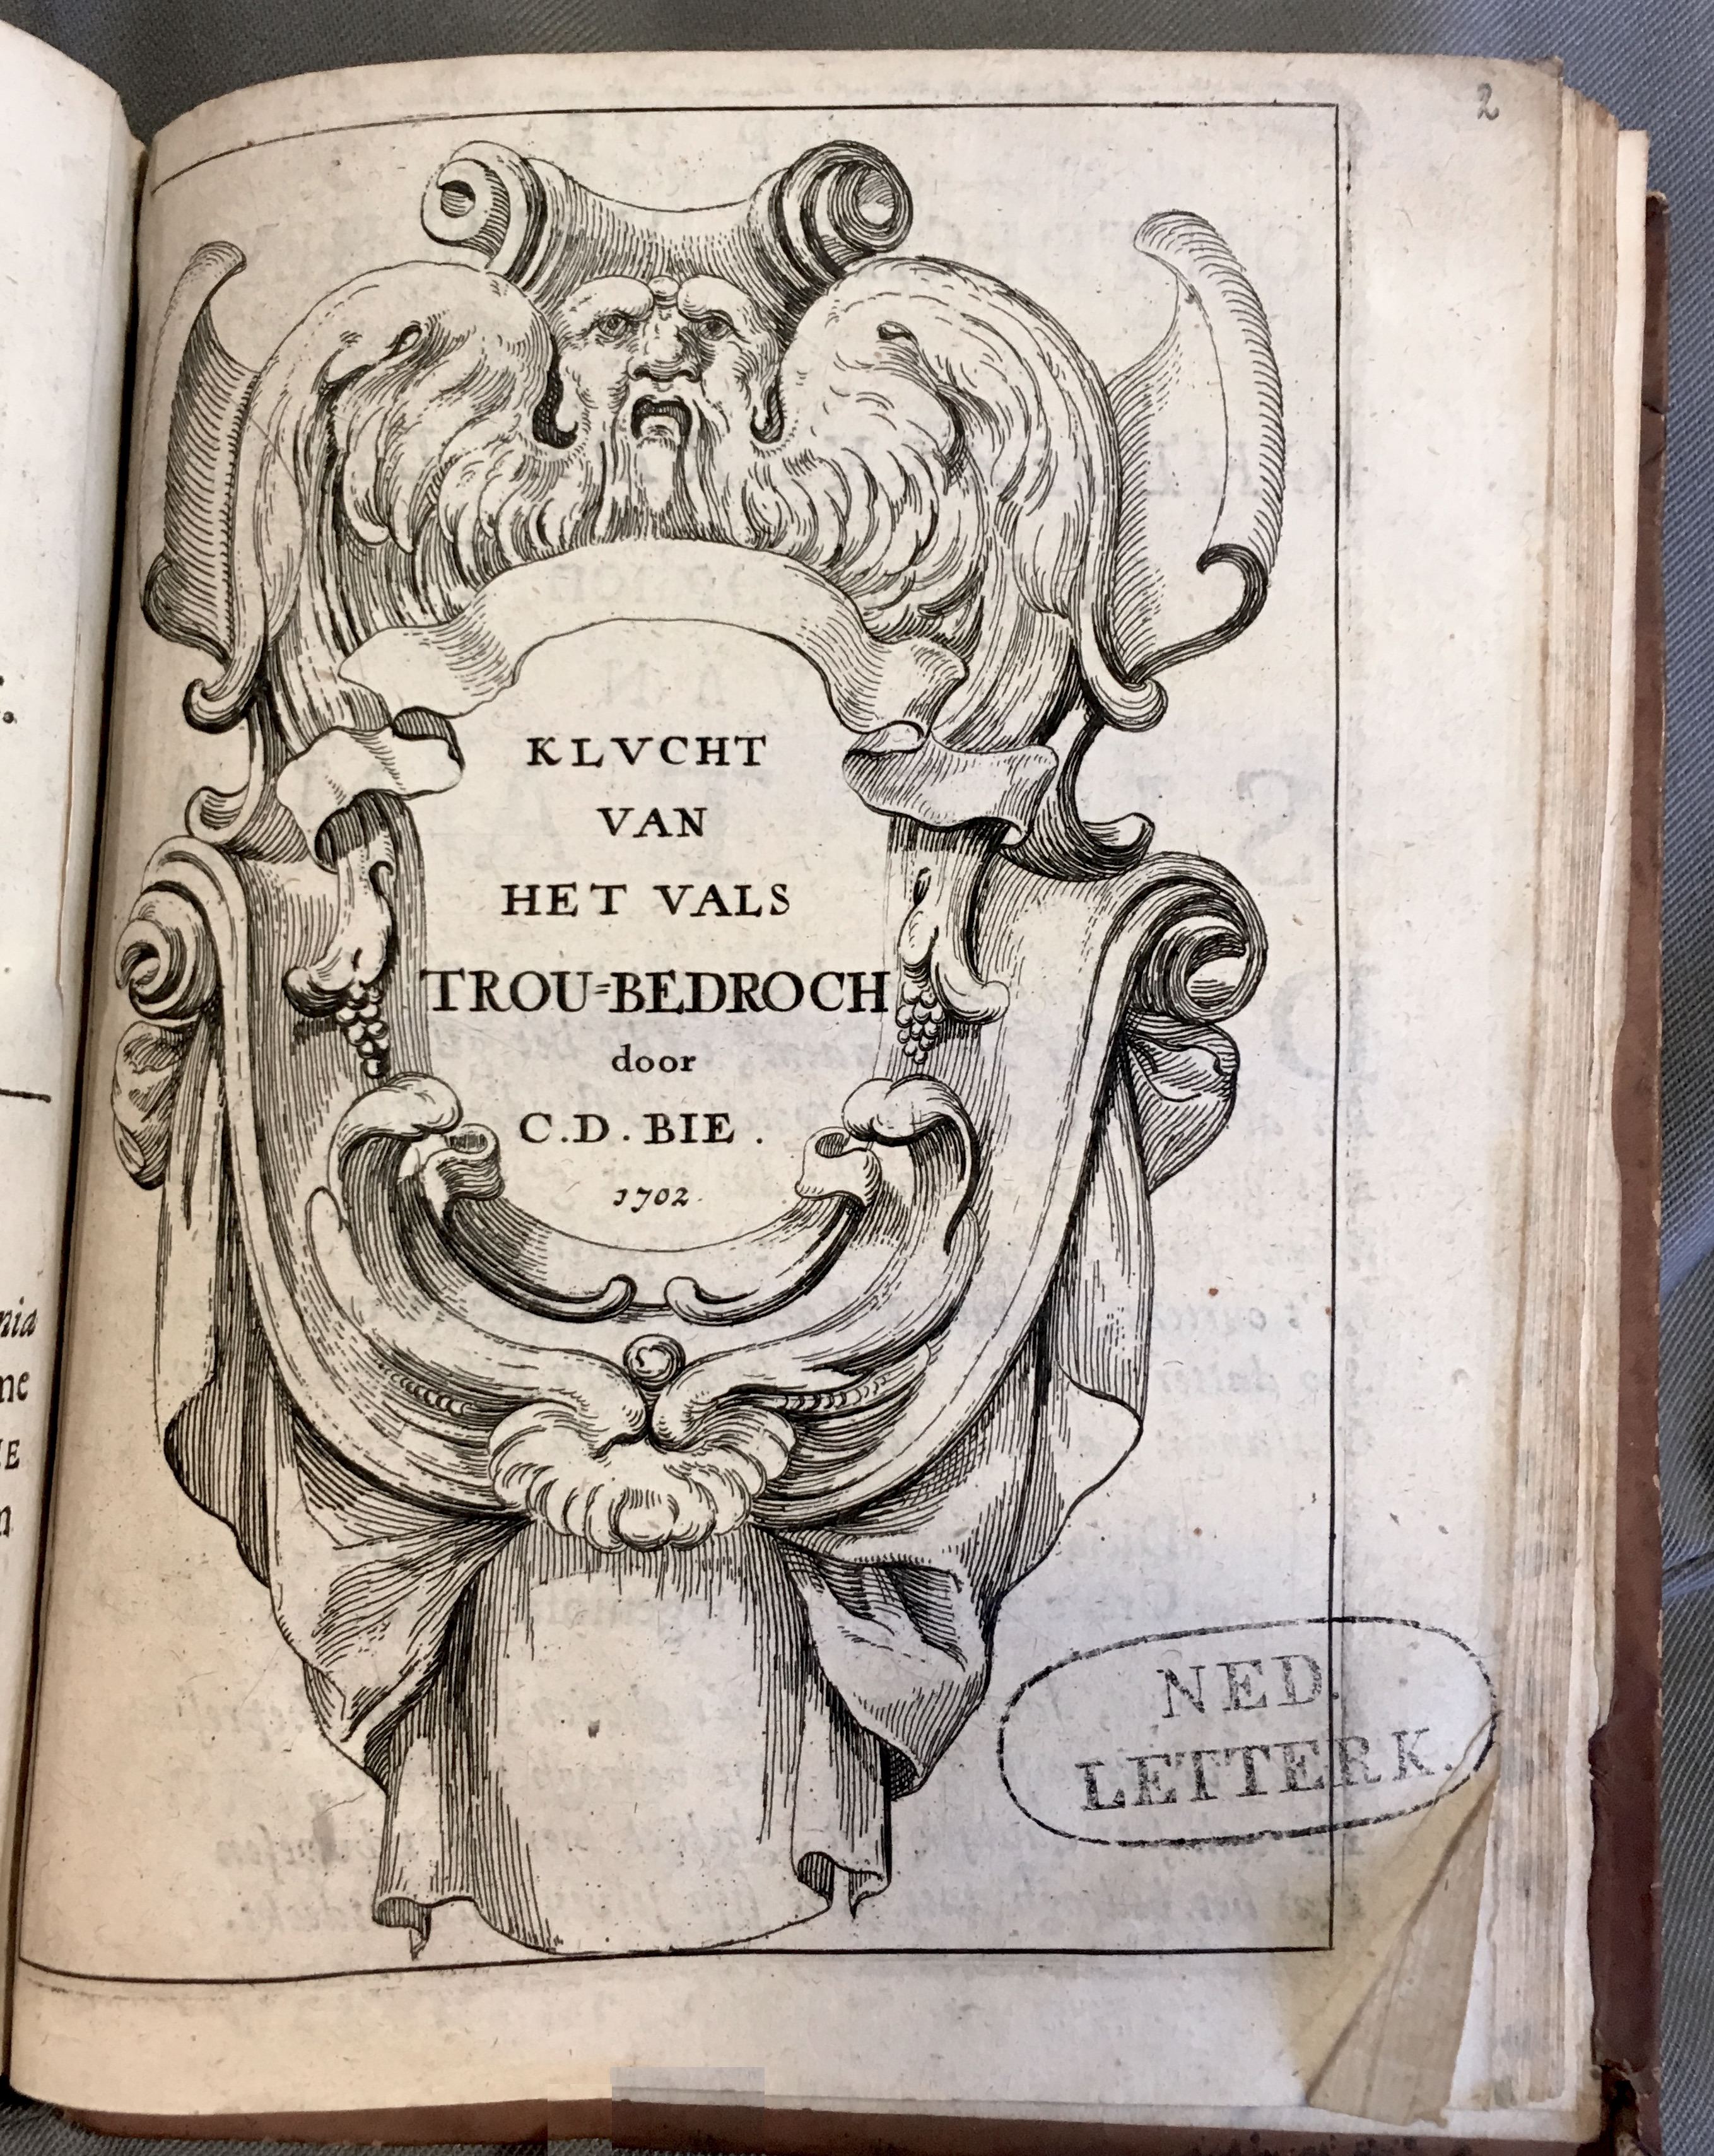 2
KLVCHT
VAN
HET VALS
TROU=BEDROCH
door
C.D. BIE.
1702.
NED.
LETTERK.